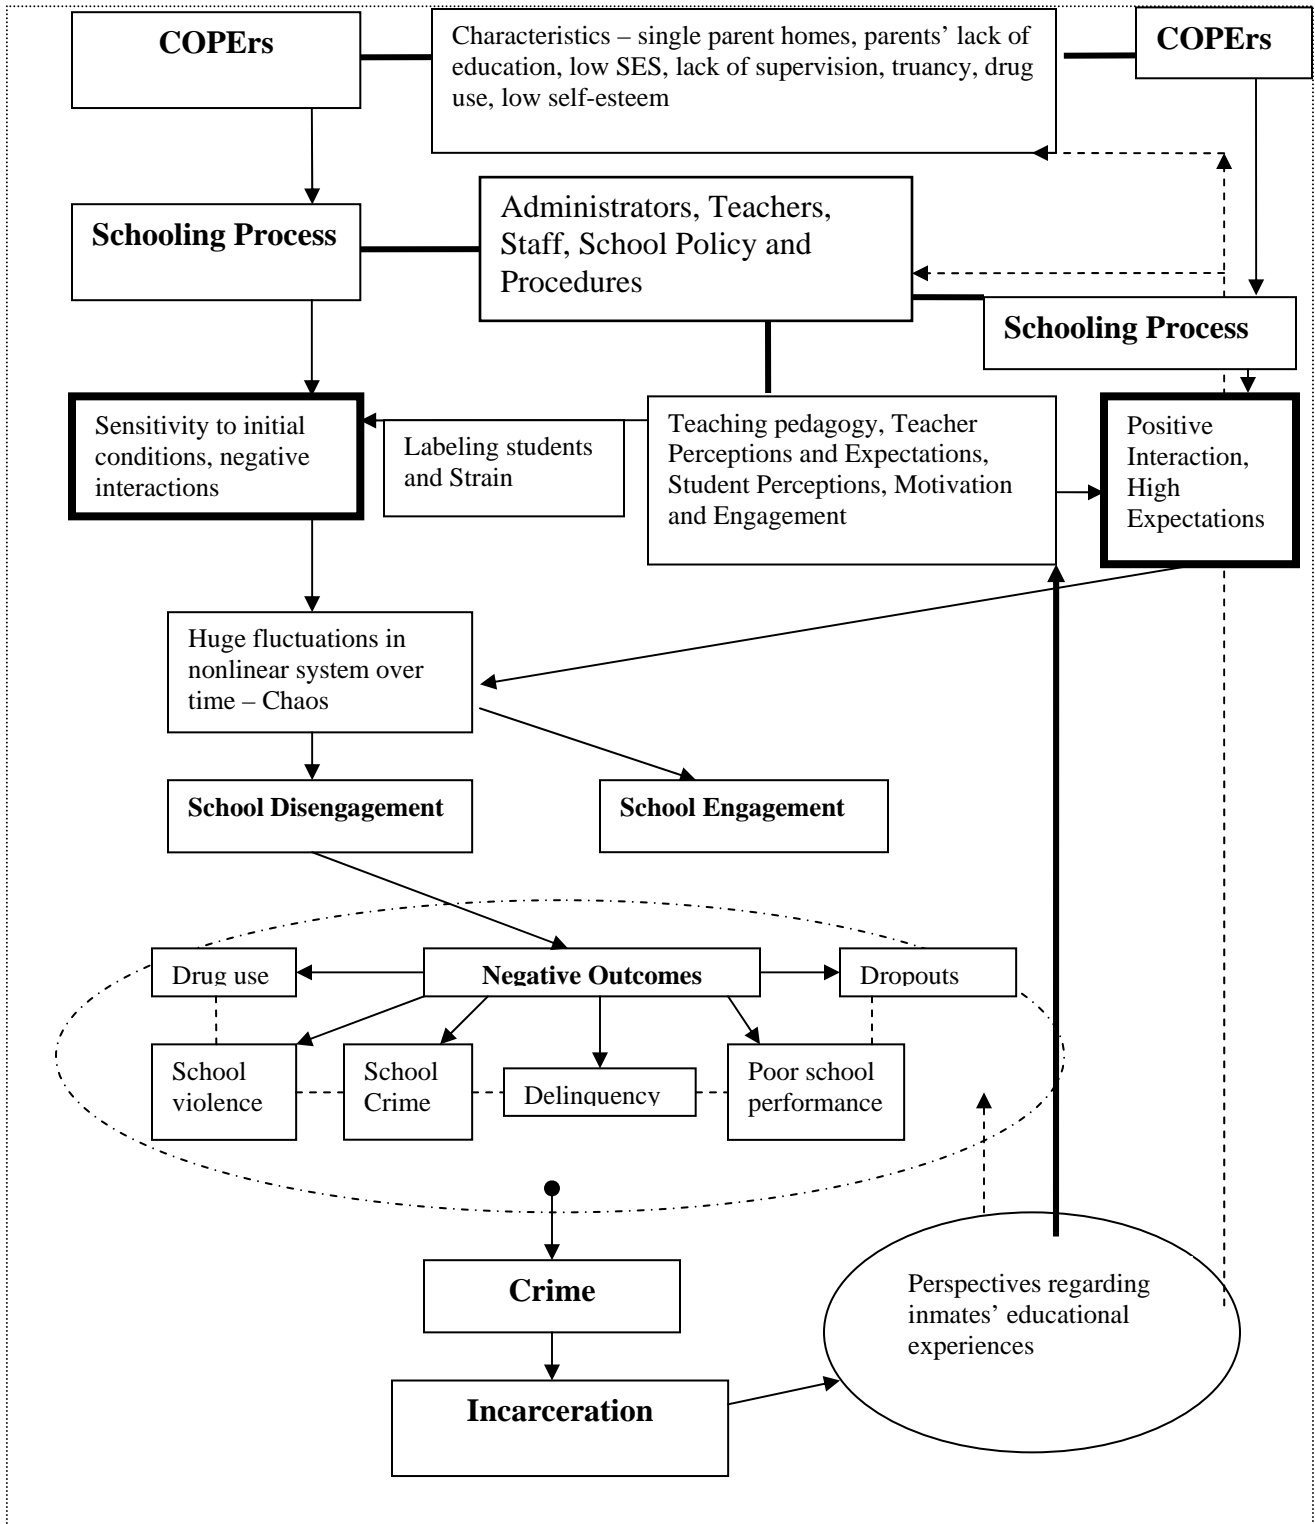 COPErs
Characteristics – single parent homes, parents’ lack of
education, low SES, lack of supervision, truancy, drug
use, low self-esteem
COPErs
Schooling Process
Administrators, Teachers,
Staff, School Policy and
Procedures
Schooling Process
Sensitivity to initial
conditions, negative
interactions
Labeling students
and Strain
Teaching pedagogy, Teacher
Perceptions and Expectations,
Student Perceptions, Motivation
and Engagement
Positive
Interaction,
High
Expectations
Huge fluctuations in
nonlinear system over
time – Chaos
School Disengagement
School Engagement
Drug use
Negative Outcomes
Dropouts
School
violence
School
Crime
Delinquency
Poor school
performance
Crime
Perspectives regarding
inmates’ educational
experiences
Incarceration